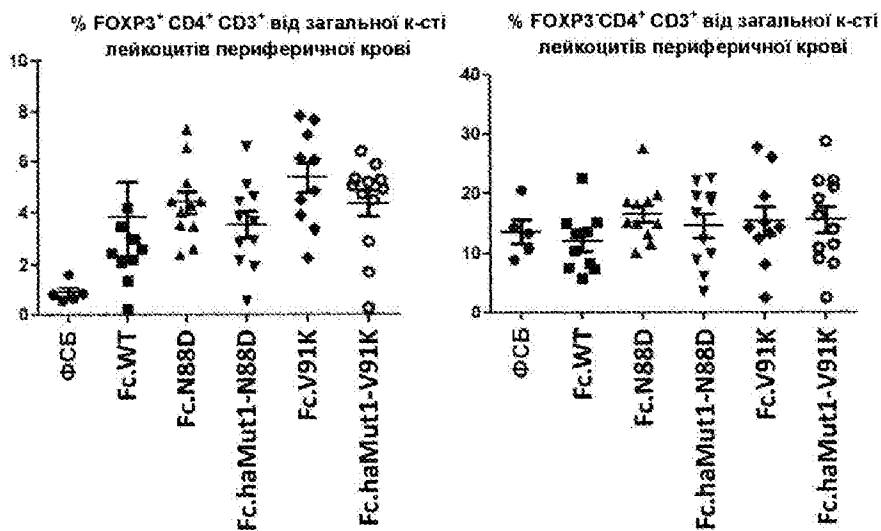 % FOXP3⁺ CD4⁺ CD3⁺ від загальної к-сті
лейкоцитів периферичної крові
10
8
6
4
2
0
ФСБ
Fc.WT
Fc.N88D
Fc.haMut1-N88D
Fc.V91K
Fc.haMut1-V91K
% FOXP3⁻CD4⁺ CD3⁺ від загальної к-сті
лейкоцитів периферичної крові
40
30
20
10
0
ФСБ
Fc.WT
Fc.N88D
Fc.haMut1-N88D
Fc.V91K
Fc.haMut1-V91K